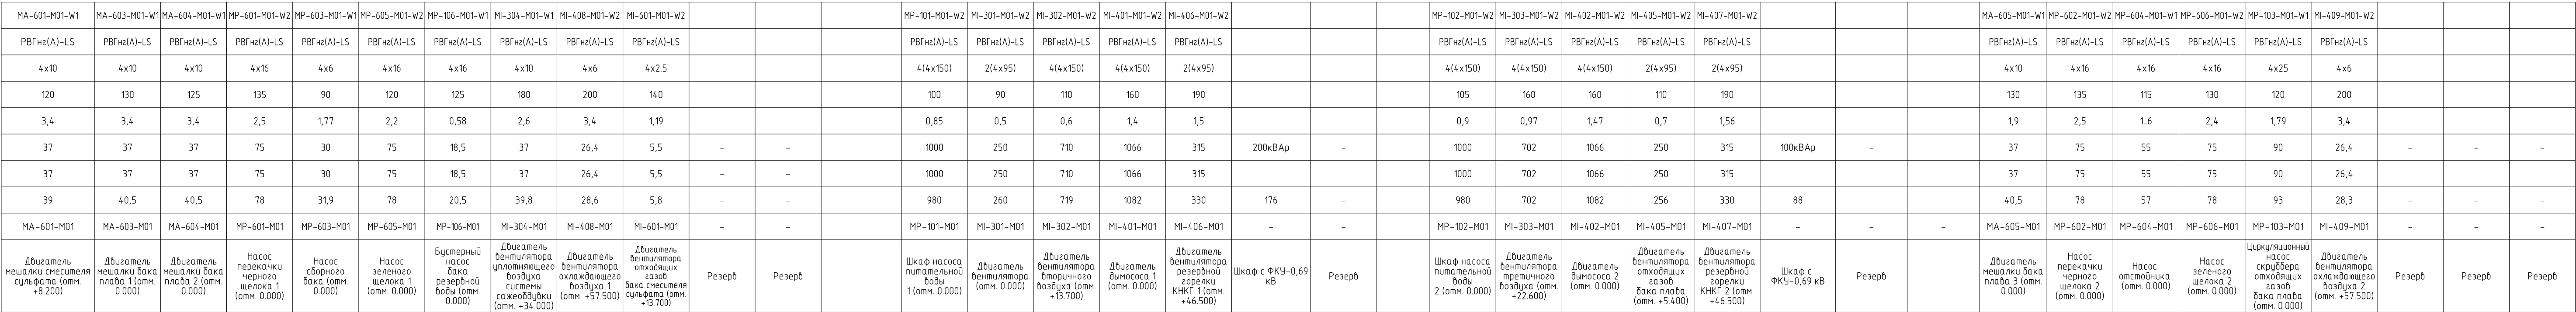 MA-601-M01-W1 MA-603-M01-W1 MA-604-M01-W1 MP-601-M01-W2 MP-603-M01-W1 MP-605-M01-W2 MP-106-M01-W1 MI-304-M01-W1 MI-408-M01-W2 MI-601-M01-W2 MP-101-M01-W2 MI-301-M01-W2 MI-302-M01-W2 MI-401-M01-W2 MI-406-M01-W2 MP-102-M01-W2 MI-303-M01-W2 MI-402-M01-W2 MI-405-M01-W2 MI-407-M01-W2 MA-605-M01-W1 MP-602-M01-W2 MP-604-M01-W1 MP-606-M01-W2 MP-103-M01-W1 MI-409-M01-W2
РВГнг(А)-LS РВГнг(А)-LS РВГнг(А)-LS РВГнг(А)-LS РВГнг(А)-LS РВГнг(А)-LS РВГнг(А)-LS РВГнг(А)-LS РВГнг(А)-LS РВГнг(А)-LS РВГнг(А)-LS РВГнг(А)-LS РВГнг(А)-LS РВГнг(А)-LS РВГнг(А)-LS РВГнг(А)-LS РВГнг(А)-LS РВГнг(А)-LS РВГнг(А)-LS РВГнг(А)-LS РВГнг(А)-LS РВГнг(А)-LS РВГнг(А)-LS РВГнг(А)-LS РВГнг(А)-LS РВГнг(А)-LS
4х10 4х10 4х10 4х16 4х6 4х16 4х16 4х10 4х6 4х2.5 4(4х150) 2(4х95) 4(4х150) 4(4х150) 2(4х95) 4(4х150) 4(4х150) 4(4х150) 2(4х95) 2(4х95) 4х10 4х16 4х16 4х16 4х25 4х6
120 130 125 135 90 120 125 180 200 140 100 90 110 160 190 105 160 160 110 190 130 135 115 130 120 200
3,4 3,4 3,4 2,5 1,77 2,2 0,58 2,6 3,4 1,19 0,85 0,5 0,6 1,4 1,5 0,9 0,97 1,47 0,7 1,56 1,9 2,5 1..6 2,4 1,79 3,4
37 37 37 75 30 75 18,5 37 26,4 5,5 - - 1000 250 710 1066 315 200кВАр - 1000 702 1066 250 315 100кВАр - 37 75 55 75 90 26,4 - - -
37 37 37 75 30 75 18,5 37 26,4 5,5 - - 1000 250 710 1066 315 1000 702 1066 250 315 37 75 55 75 90 26,4
39 40,5 40,5 78 31,9 78 20,5 39,8 28,6 5,8 - - 980 260 719 1082 330 176 - 980 702 1082 256 330 88 40,5 78 57 78 93 28,3 - - -
MA-601-M01 MA-603-M01 MA-604-M01 MP-601-M01 MP-603-M01 MP-605-M01 MP-106-M01 MI-304-M01 MI-408-M01 MI-601-M01 - - MP-101-M01 MI-301-M01 MI-302-M01 MI-401-M01 MI-406-M01 - - MP-102-M01 MI-303-M01 MI-402-M01 MI-405-M01 MI-407-M01 - - - MA-605-M01 MP-602-M01 MP-604-M01 MP-606-M01 MP-103-M01 MI-409-M01 - - -
Двигатель
мешалки смесителя
сульфата (отм.
+8.200)
Двигатель
мешалки бака
плава 1 (отм.
0.000)
Двигатель
мешалки бака
плава 2 (отм.
0.000)
Насос
перекачки
черного
щелока 1
(отм. 0.000)
Насос
сборного
бака (отм.
0.000)
Насос
зеленого
щелока 1
(отм. 0.000)
Бустерный
насос
бака
резервной
воды (отм.
0.000)
Двигатель
вентилятора
уплотняющего
воздуха
системы
сажеобдувки
(отм. +34.000)
Двигатель
вентилятора
охлаждающего
воздуха 1
(отм. +57.500)
Двигатель
вентилятора
отходящих
газов
бака смесителя
сульфата (отм.
+13.700)
Резерв
Резерв
Шкаф насоса
питательной
воды
1 (отм. 0.000)
Двигатель
вентилятора
(отм. 0.000)
Двигатель
вентилятора
вторичного
воздуха (отм.
+13.700)
Двигатель
дымососа 1
(отм. 0.000)
Двигатель
вентилятора
резервной
горелки
КНКГ 1 (отм.
+46.500)
Шкаф с ФКУ-0,69
кВ
Резерв
Шкаф насоса
питательной
воды
2 (отм. 0.000)
Двигатель
вентилятора
третичного
воздуха (отм.
+22.600)
Двигатель
дымососа 2
(отм. 0.000)
Двигатель
вентилятора
отходящих
газов
бака плава
(отм. +5.400)
Двигатель
вентилятора
резервной
горелки
КНКГ 2 (отм.
+46.500)
Шкаф с
ФКУ-0,69 кВ
Резерв
Двигатель
мешалки бака
плава 3 (отм.
0.000)
Насос
перекачки
черного
щелока 2
(отм. 0.000)
Насос
отстойника
(отм. 0.000)
Насос
зеленого
щелока 2
(отм. 0.000)
Циркуляционный
насос
скруббера
отходящих
газов
бака плава
(отм. 0.000)
Двигатель
вентилятора
охлаждающего
воздуха 2
(отм. +57.500)
Резерв
Резерв
Резерв